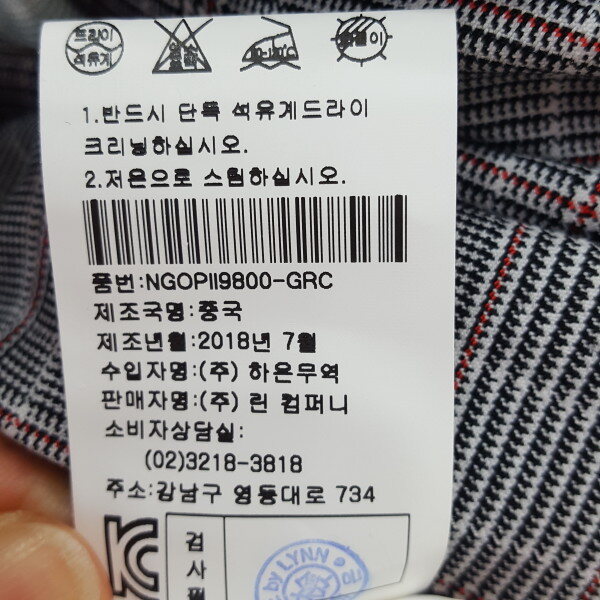 드라이
석유계
1.반드시 단독 석유계드라이
크리닝하십시오.
2.저온으로 스팀하십시오.
품번:NGOPII9800-GRC
제조국명:중국
제조년월:2018년 7월
수입자명:(주) 하은무역
판매자명:(주) 린 컴퍼니
소비자상담실:
(02)3218-3818
주소:강남구 영동대로 734
KC
검
사
필
by LYNN